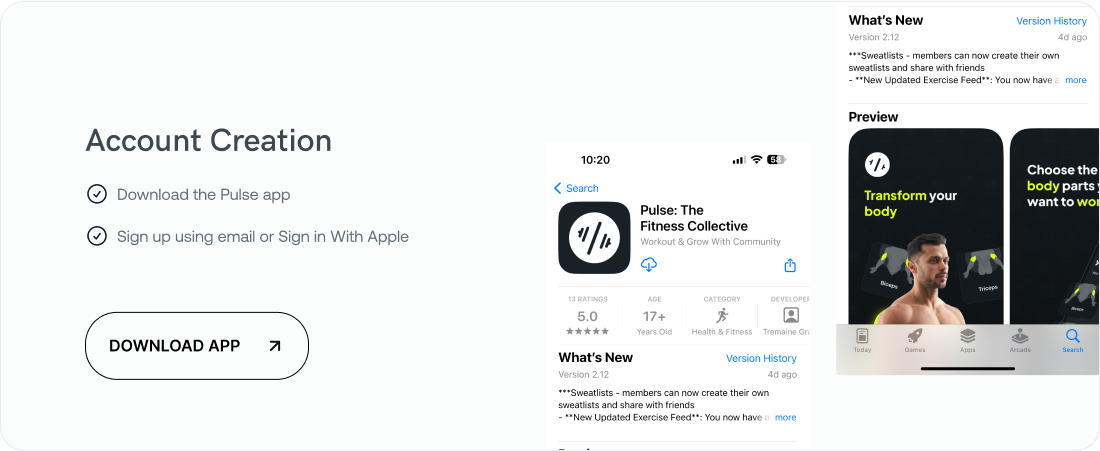 Account Creation
Download the Pulse app
Sign up using email or Sign in With Apple
DOWNLOAD APP
10:20
Search
Pulse: The
Fitness Collective
Workout & Grow With Community
13 RATINGS
5.0
AGE
17+
Years Old
CATEGORY
Health & Fitness
DEVELOPER
Tremaine Gra
What's New
Version History
Version 2.12
4d ago
***Sweatlists - members can now create their own
sweatlists and share with friends
- **New Updated Exercise Feed**: You now have a more
What's New
Version History
Version 2.12
4d ago
***Sweatlists - members can now create their own
sweatlists and share with friends
- **New Updated Exercise Feed**: You now have a more
Preview
Transform your
body
Biceps
Triceps
Choose the
body parts
want to
Today
Games
Apps
Arcade
Search